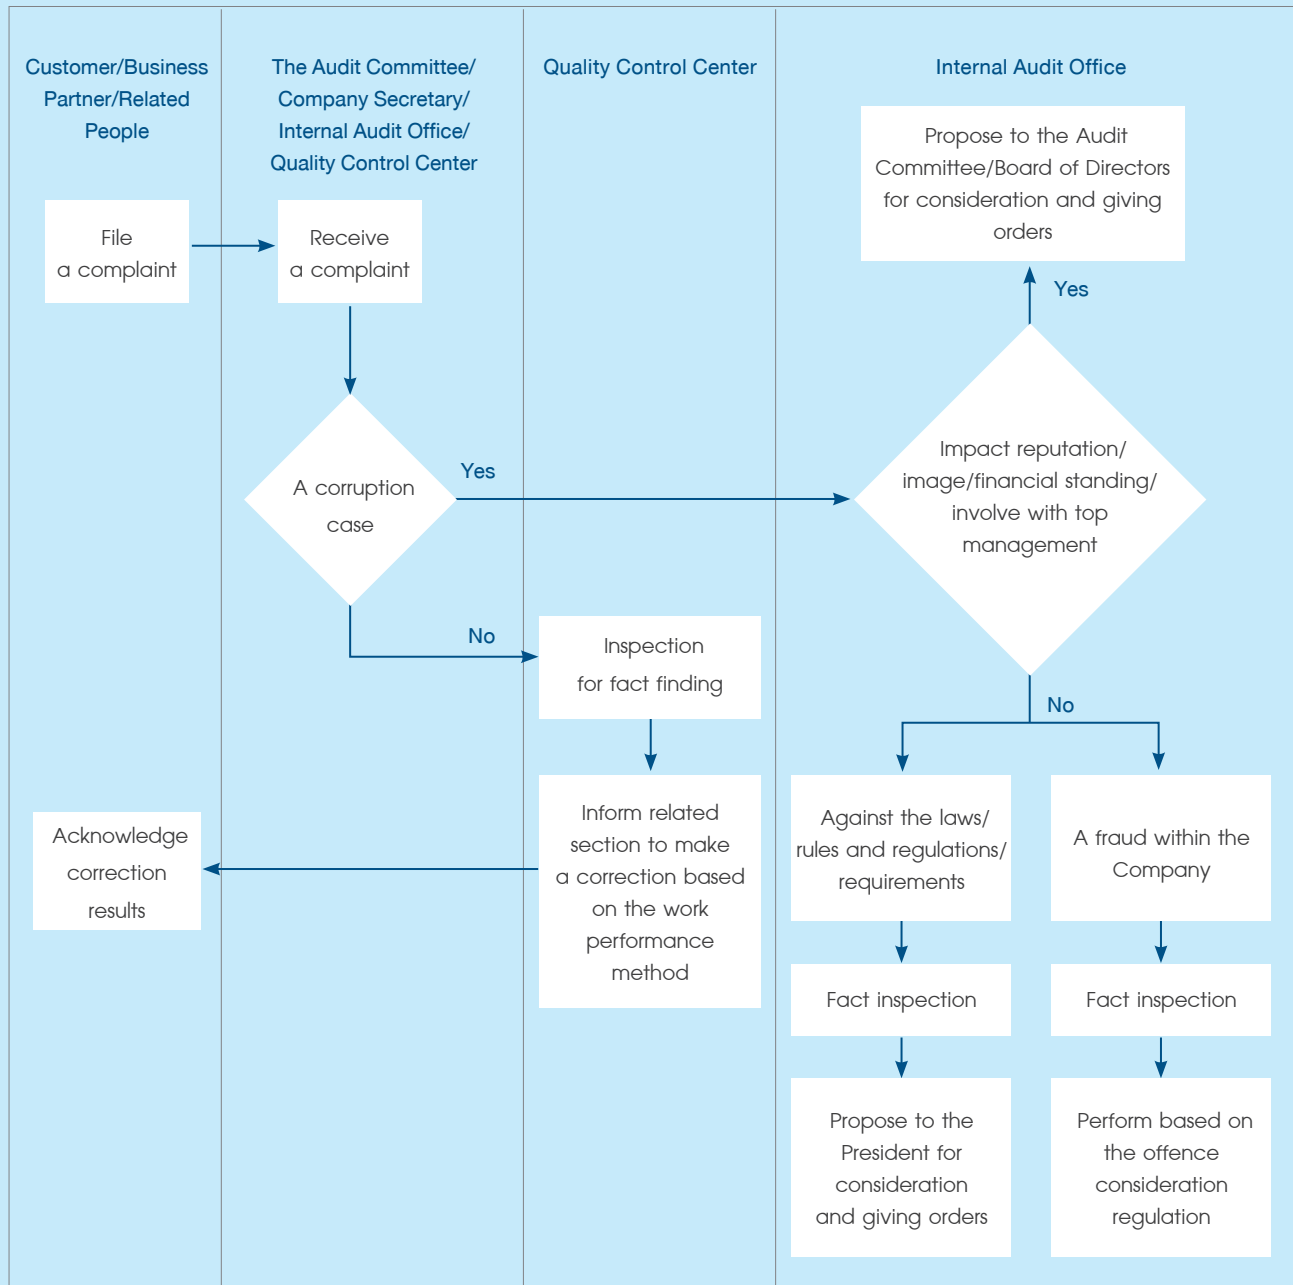 Customer/Business
Partner/Related
People
The Audit Committee/
Company Secretary/
Internal Audit Office/
Quality Control Center
Quality Control Center
Internal Audit Office
Propose to the Audit
Committee/Board of Directors
for consideration and giving
orders
File
a complaint
Receive
a complaint
Yes
Impact reputation/
image/financial standing/
involve with top
management
Yes
A corruption
case
No
Inspection
for fact finding
No
Acknowledge
correction
results
Inform related
section to make
a correction based
on the work
performance
method
Against the laws/
rules and regulations/
requirements
A fraud within the
Company
Fact inspection
Fact inspection
Propose to the
President for
consideration
and giving orders
Perform based on
the offence
consideration
regulation